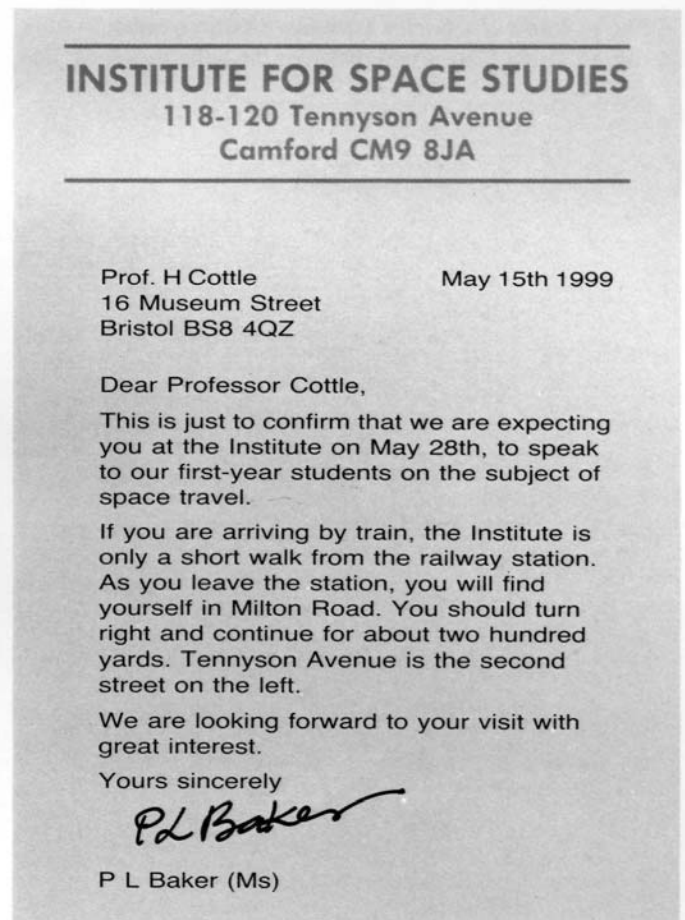 INSTITUTE FOR SPACE STUDIES
118-120 Tennyson Avenue
Camford CM9 8JA
Prof. H Cottle May 15th 1999
16 Museum Street
Bristol BS8 4QZ
Dear Professor Cottle,
This is just to confirm that we are expecting
you at the Institute on May 28th, to speak
to our first-year students on the subject of
space travel.
If you are arriving by train, the Institute is
only a short walk from the railway station.
As you leave the station, you will find
yourself in Milton Road. You should turn
right and continue for about two hundred
yards. Tennyson Avenue is the second
street on the left.
We are looking forward to your visit with
great interest.
Yours sincerely
P L Baker
P L Baker (Ms)